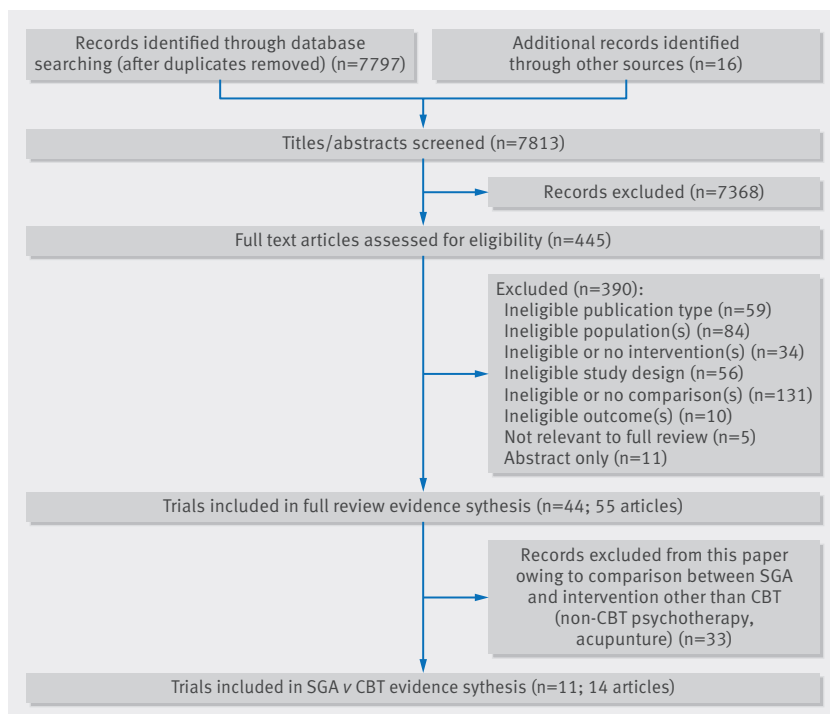 Records identified through database
searching (after duplicates removed) (n=7797)
Additional records identified
through other sources (n=16)
Titles/abstracts screened (n=7813)
Records excluded (n=7368)
Full text articles assessed for eligibility (n=445)
Excluded (n=390):
Ineligible publication type (n=59)
Ineligible population(s) (n=84)
Ineligible or no intervention(s) (n=34)
Ineligible study design (n=56)
Ineligible or no comparison(s) (n=131)
Ineligible outcome(s) (n=10)
Not relevant to full review (n=5)
Abstract only (n=11)
Trials included in full review evidence sythesis (n=44; 55 articles)
Records excluded from this paper
owing to comparison between SGA
and intervention other than CBT
(non-CBT psychotherapy,
acupunture) (n=33)
Trials included in SGA v CBT evidence sythesis (n=11; 14 articles)